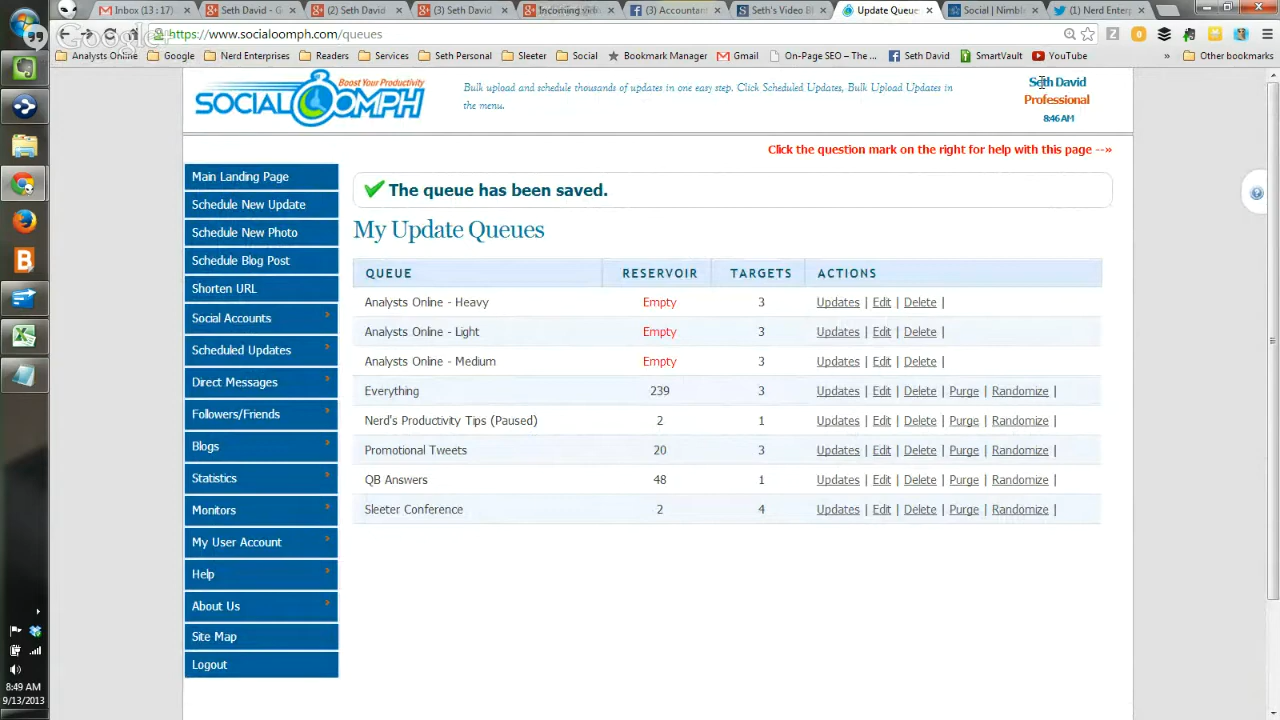 Inbox (13:17)
Seth David - G
(2) Seth David
(3) Seth David
Incoming
(3) Accountan
Seth's Video B
Update Queue
Social | Nimbl
(1) Nerd Enter
Google+
https://www.socialoomph.com/queues
Analysts Online
Google
Nerd Enterprises
Readers
Services
Seth Personal
Sleeter
Social
Bookmark Manager
Gmail
On-Page SEO – The ...
Seth David
SmartVault
YouTube
»
Other bookmarks
Boost Your Productivity
SOCIAL OOMPH
Bulk upload and schedule thousands of updates in one easy step. Click Scheduled Updates, Bulk Upload Updates in
the menu.
Seth David
Professional
8:46 AM
Click the question mark on the right for help with this page -->»
Main Landing Page
Schedule New Update
Schedule New Photo
Schedule Blog Post
Shorten URL
Social Accounts
Scheduled Updates
Direct Messages
Followers/Friends
Blogs
Statistics
Monitors
My User Account
Help
About Us
Site Map
Logout
The queue has been saved.
My Update Queues
QUEUE RESERVOIR TARGETS ACTIONS
Analysts Online - Heavy Empty 3 Updates | Edit | Delete |
Analysts Online - Light Empty 3 Updates | Edit | Delete |
Analysts Online - Medium Empty 3 Updates | Edit | Delete |
Everything 239 3 Updates | Edit | Delete | Purge | Randomize |
Nerd's Productivity Tips (Paused) 2 1 Updates | Edit | Delete | Purge | Randomize |
Promotional Tweets 20 3 Updates | Edit | Delete | Purge | Randomize |
QB Answers 48 1 Updates | Edit | Delete | Purge | Randomize |
Sleeter Conference 2 4 Updates | Edit | Delete | Purge | Randomize |
8:49 AM
9/13/2013